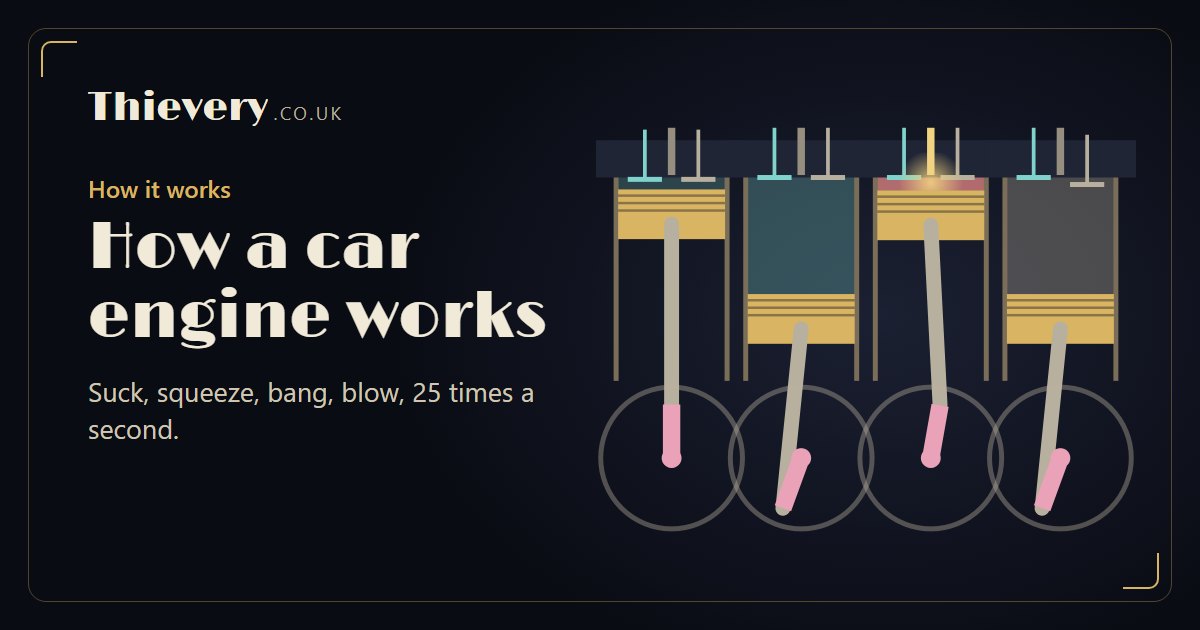 Thievery.CO.UK
How it works
How a car
engine works
Suck, squeeze, bang, blow, 25 times a
second.